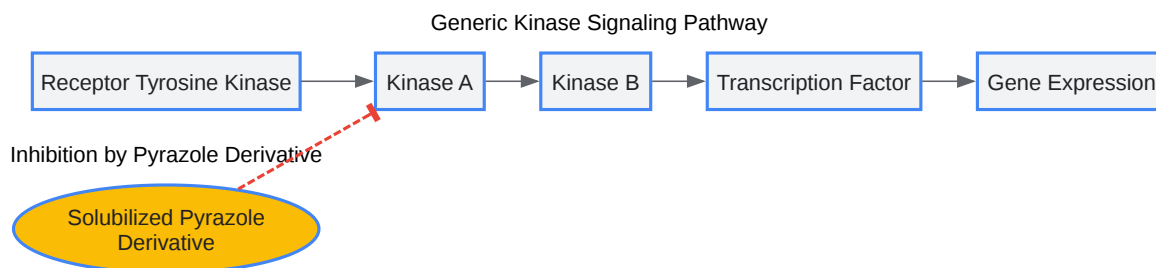 Generic Kinase Signaling Pathway
Receptor Tyrosine Kinase
Kinase A
Kinase B
Transcription Factor
Gene Expression
Inhibition by Pyrazole Derivative
Solubilized Pyrazole
Derivative